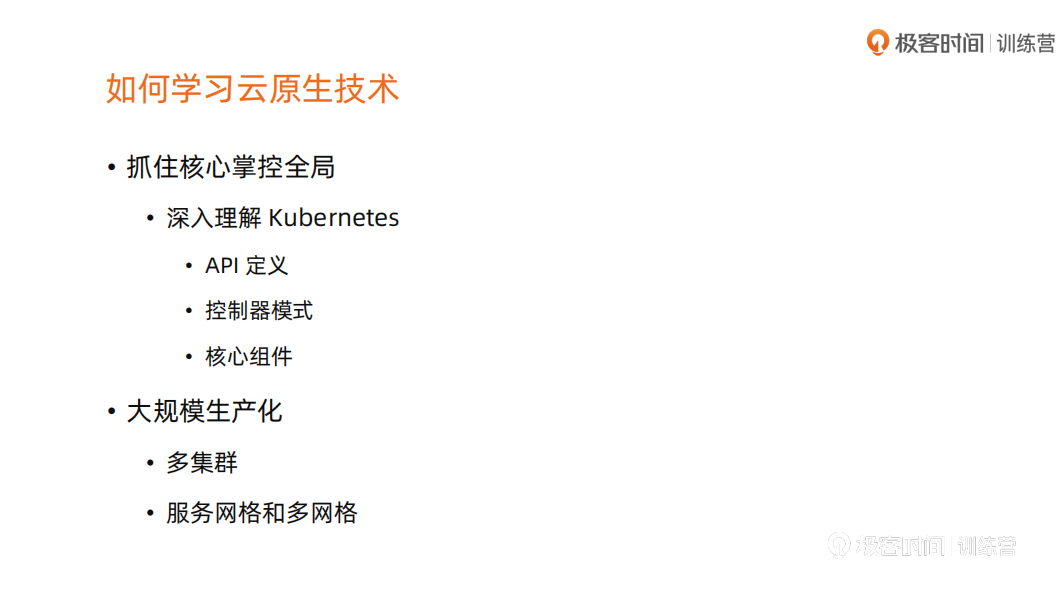 极客时间 | 训练营
如何学习云原生技术
• 抓住核心掌控全局
• 深入理解 Kubernetes
• API 定义
• 控制器模式
• 核心组件
• 大规模生产化
• 多集群
• 服务网格和多网格
极客时间 | 训练营